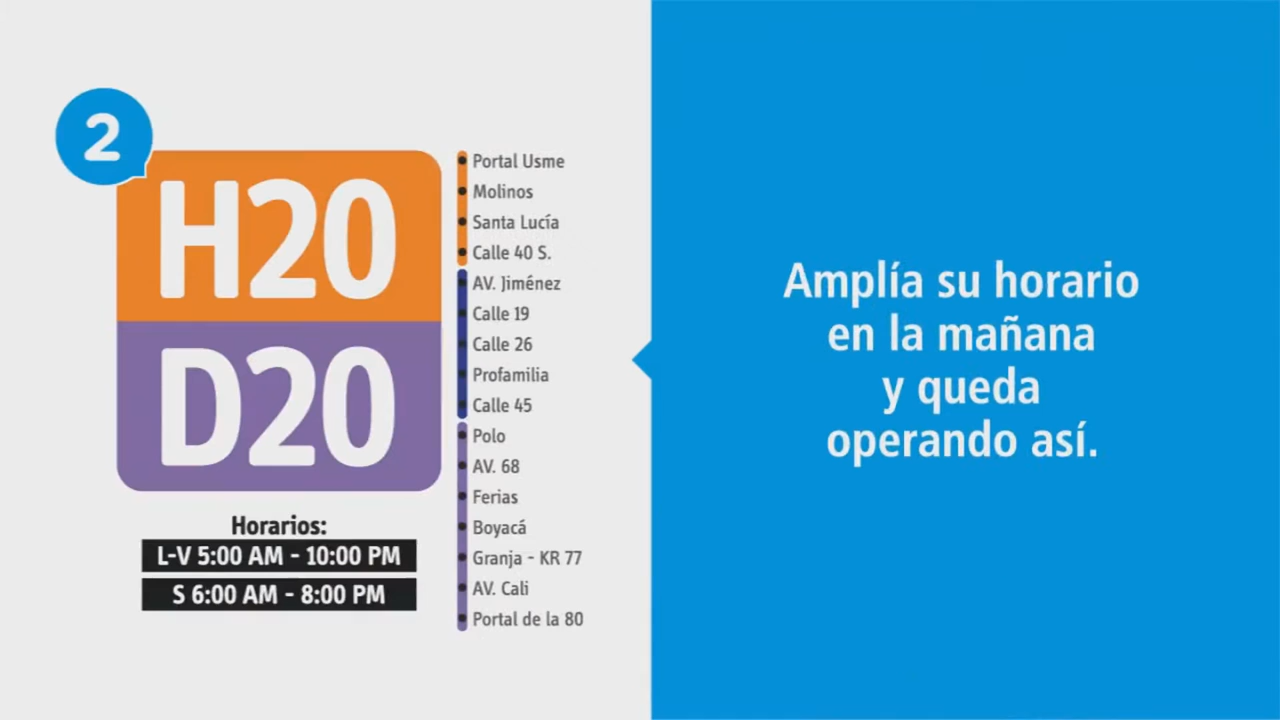 2
H20
D20
Horarios:
L-V 5:00 AM - 10:00 PM
S 6:00 AM - 8:00 PM
Portal Usme
Molinos
Santa Lucía
Calle 40 S.
AV. Jiménez
Calle 19
Calle 26
Profamilia
Calle 45
Polo
AV. 68
Ferias
Boyacá
Granja - KR 77
AV. Cali
Portal de la 80
Amplía su horario
en la mañana
y queda
operando así.